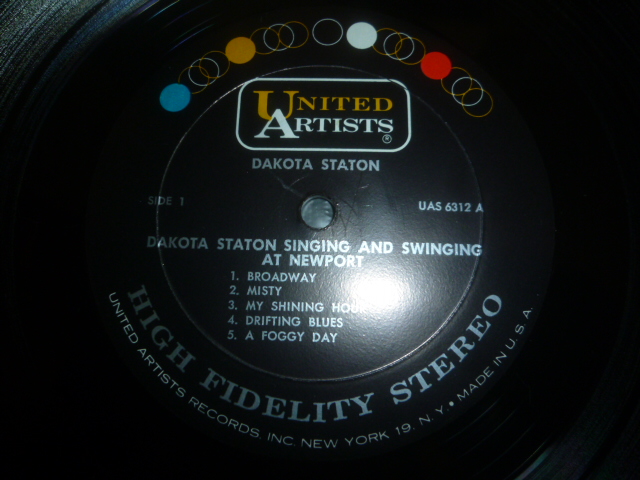 UNITED
ARTISTS®
DAKOTA STATON
SIDE 1
UAS 6312 A
DAKOTA STATON SINGING AND SWINGING
AT NEWPORT
1. BROADWAY
2. MISTY
3. MY SHINING HOUR
4. DRIFTING BLUES
5. A FOGGY DAY
HIGH FIDELITY STEREO
UNITED ARTISTS RECORDS, INC. NEW YORK 19, N.Y. • MADE IN U.S.A.